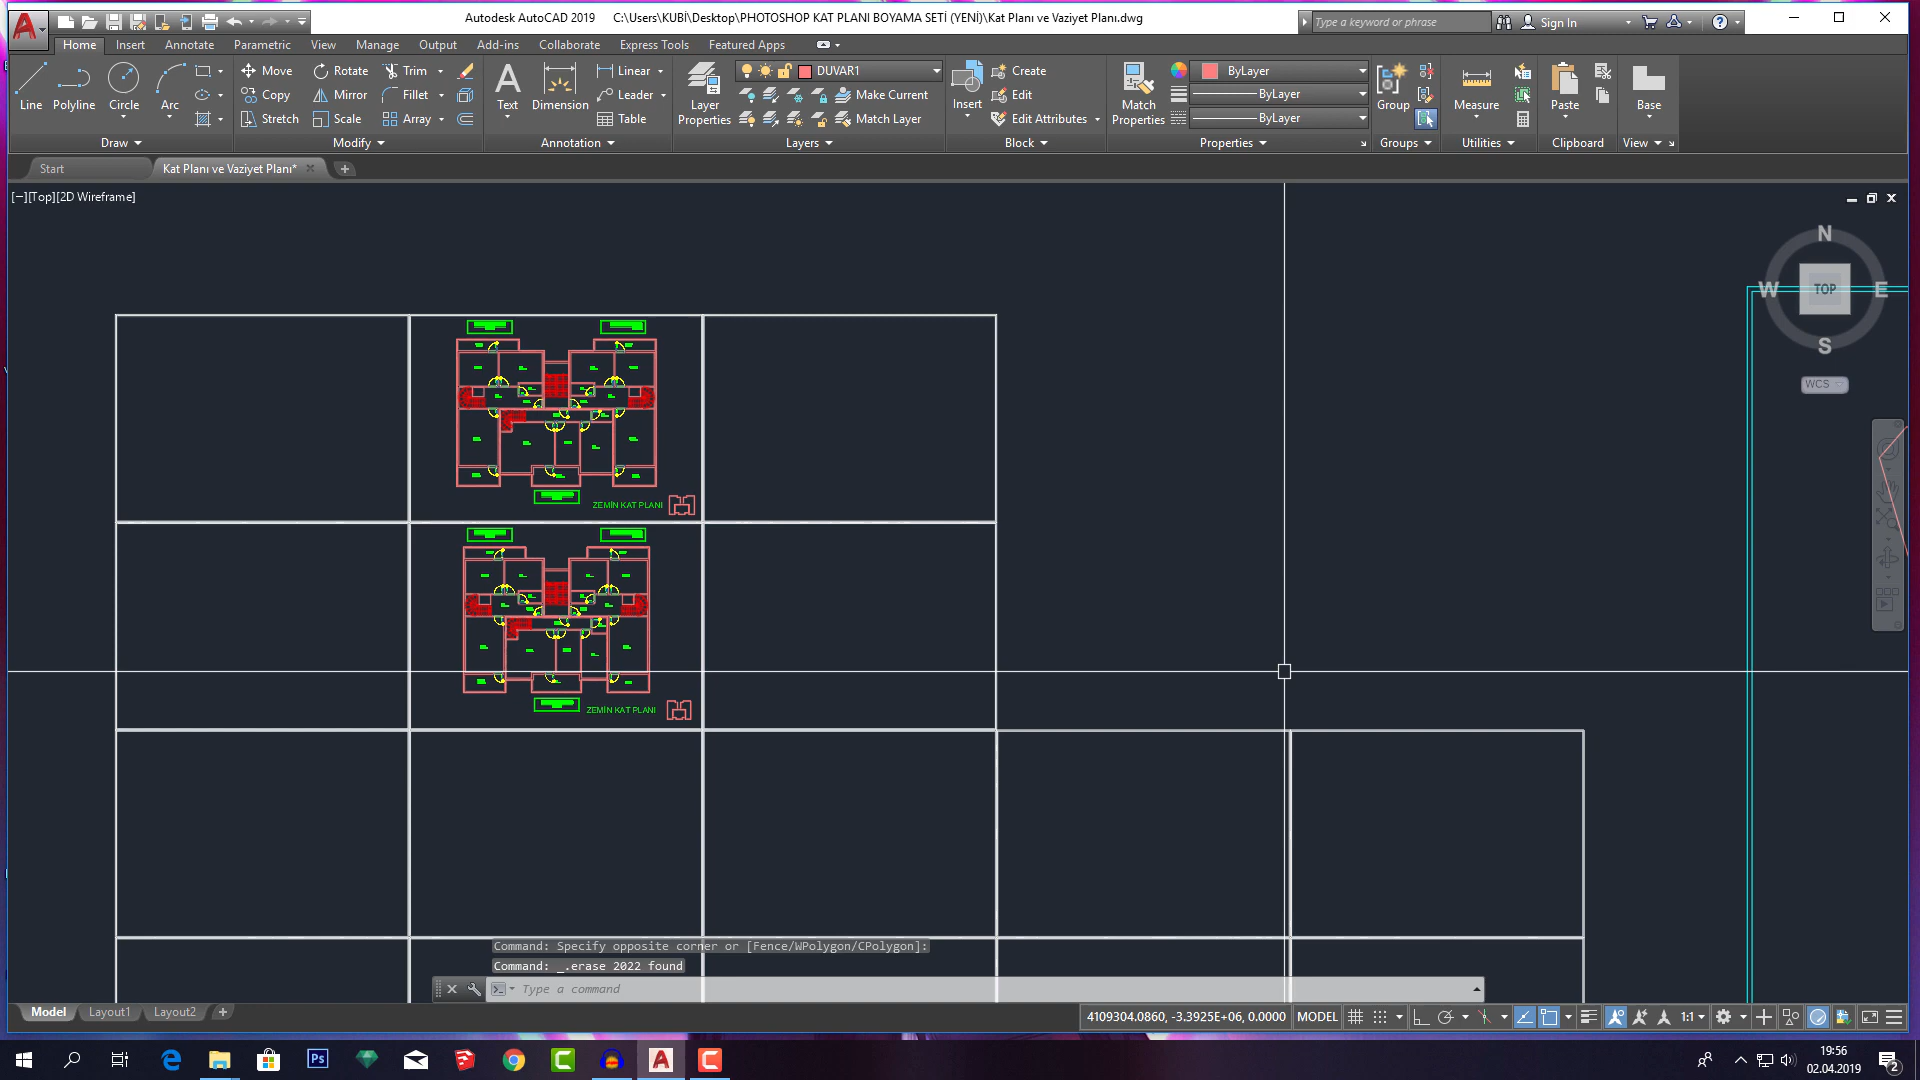 Autodesk AutoCAD 2019 C:\Users\KUBİ\Desktop\PHOTOSHOP KAT PLANI BOYAMA SETİ (YENİ)\Kat Planı ve Vaziyet Planı.dwg
Type a keyword or phrase
Sign In
Home Insert Annotate Parametric View Manage Output Add-ins Collaborate Express Tools Featured Apps
Line Polyline Circle Arc
Move Rotate Trim
Copy Mirror Fillet
Stretch Scale Array
Text Dimension
Linear
Leader
Table
Layer Properties
DUVAR1
Make Current
Match Layer
Insert
Create
Edit
Edit Attributes
Match Properties
ByLayer
ByLayer
ByLayer
Group
Measure
Paste
Base
Draw Modify Annotation Layers Block Properties Groups Utilities Clipboard View
Start Kat Planı ve Vaziyet Planı*
[−][Top][2D Wireframe]
N
W TOP E
S
WCS
ZEMİN KAT PLANI
ZEMİN KAT PLANI
Command: Specify opposite corner or [Fence/WPolygon/CPolygon]:
Command: _.erase 2022 found
Type a command
Model Layout1 Layout2
4109304.0860, -3.3925E+06, 0.0000 MODEL 1:1
Ps
19:56
02.04.2019
2